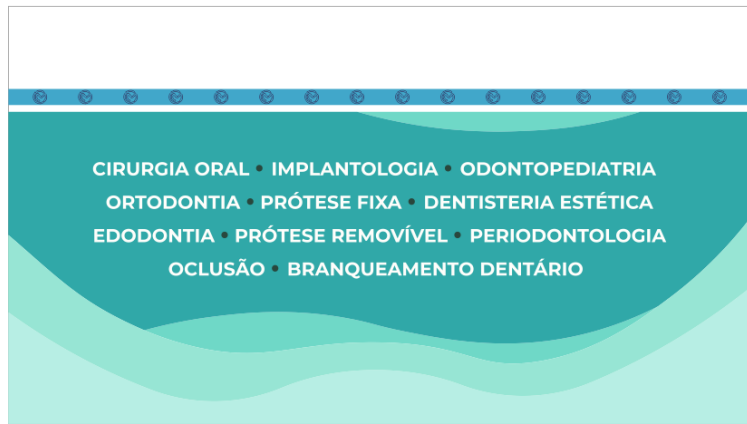 CIRURGIA ORAL • IMPLANTOLOGIA • ODONTOPEDIATRIA
ORTODONTIA • PRÓTESE FIXA • DENTISTERIA ESTÉTICA
EDODONTIA • PRÓTESE REMOVÍVEL • PERIODONTOLOGIA
OCLUSÃO • BRANQUEAMENTO DENTÁRIO